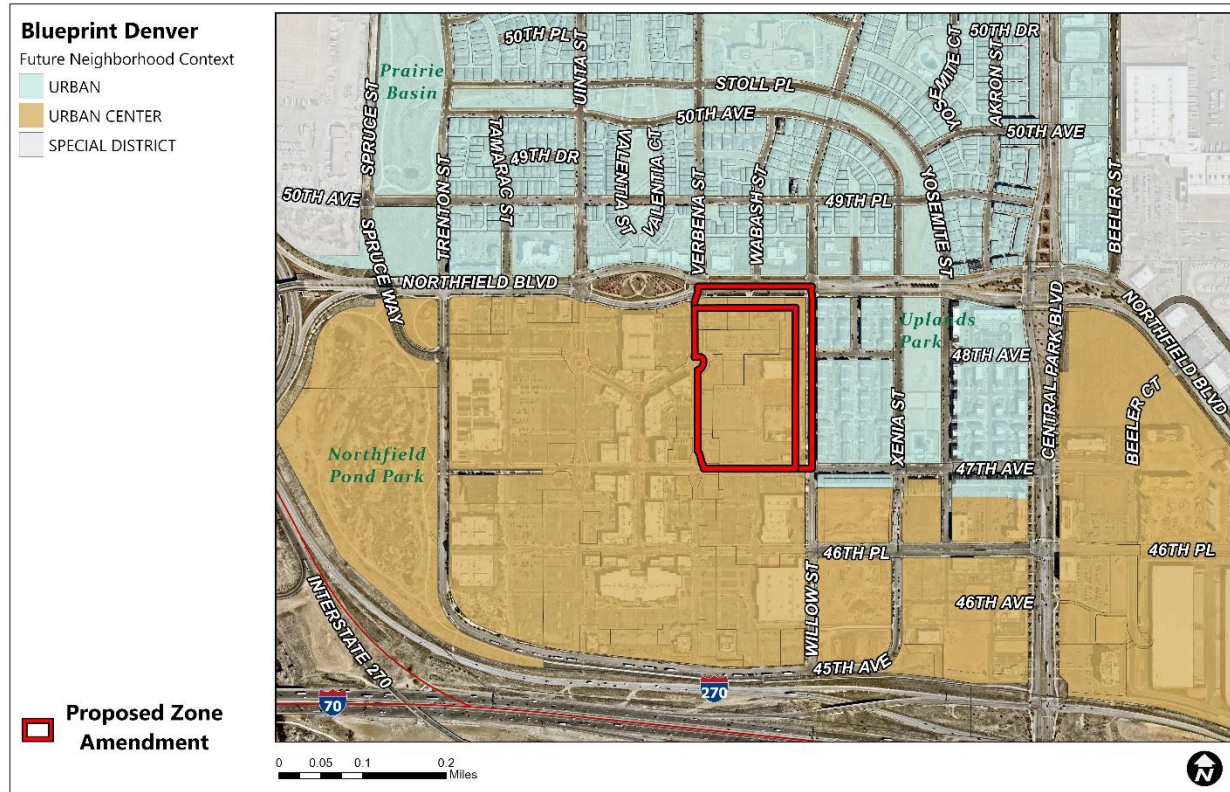 Blueprint Denver
Future Neighborhood Context
URBAN
URBAN CENTER
SPECIAL DISTRICT
Proposed Zone
Amendment
50TH PL
UINTA ST
50TH DR
AKRON ST
YOSEMITE CT
Prairie
Basin
SPRUCE ST
STOLL PL
50TH AVE
50TH AVE
TAMARAC ST
49TH DR
VALENTIA ST
VALENTIA CT
VERBENA ST
WABASH ST
BEELER ST
50TH AVE
TRENTON ST
49TH PL
YOSEMITE ST
SPRUCE WAY
NORTHFIELD BLVD
CENTRAL PARK BLVD
NORTHFIELD BLVD
Uplands
Park
48TH AVE
XENIA ST
BEELER CT
Northfield
Pond Park
47TH AVE
46TH PL
46TH PL
INTERSTATE 270
WILLOW ST
46TH AVE
45TH AVE
70
270
0 0.05 0.1 0.2
Miles
N